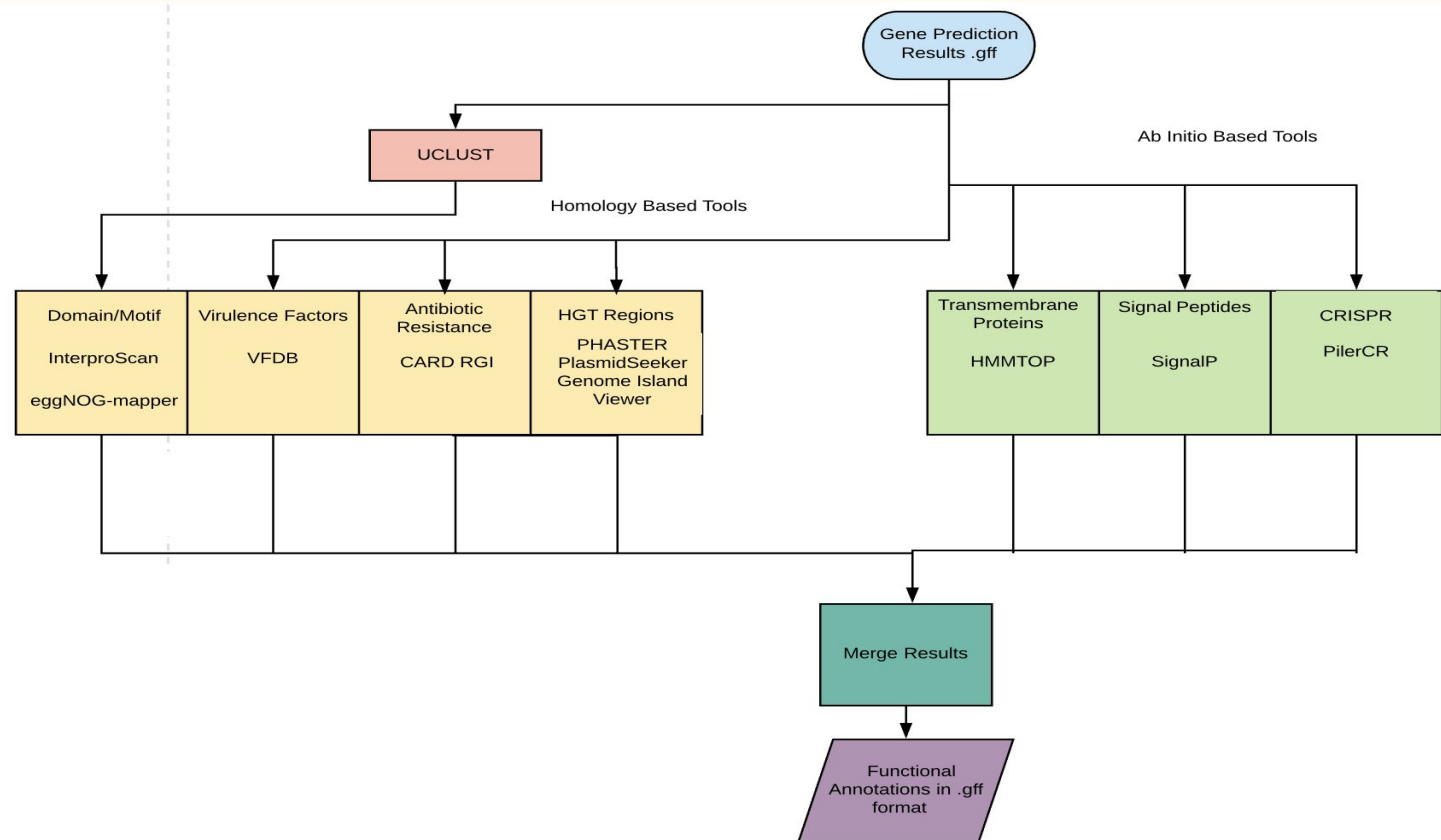 Gene Prediction
Results .gff
Ab Initio Based Tools
UCLUST
Homology Based Tools
Domain/Motif
InterproScan
eggNOG-mapper
Virulence Factors
VFDB
Antibiotic
Resistance
CARD RGI
HGT Regions
PHASTER
PlasmidSeeker
Genome Island
Viewer
Transmembrane
Proteins
HMMTOP
Signal Peptides
SignalP
CRISPR
PilerCR
Merge Results
Functional
Annotations in .gff
format